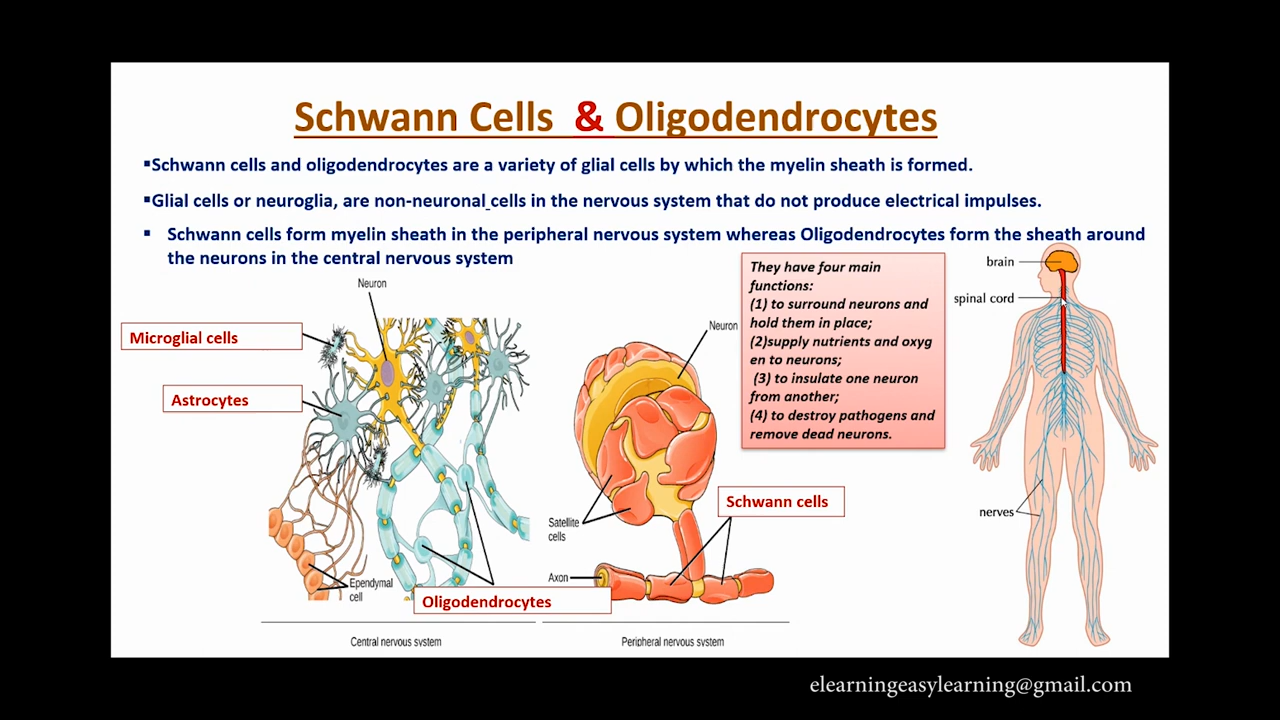 Schwann Cells & Oligodendrocytes
▪Schwann cells and oligodendrocytes are a variety of glial cells by which the myelin sheath is formed.
▪Glial cells or neuroglia, are non-neuronal cells in the nervous system that do not produce electrical impulses.
▪ Schwann cells form myelin sheath in the peripheral nervous system whereas Oligodendrocytes form the sheath around
the neurons in the central nervous system
They have four main
functions:
(1) to surround neurons and
hold them in place;
(2)supply nutrients and oxyg
en to neurons;
(3) to insulate one neuron
from another;
(4) to destroy pathogens and
remove dead neurons.
brain
spinal cord
nerves
Neuron
Microglial cells
Astrocytes
Ependymal
cell
Oligodendrocytes
Central nervous system
Neuron
Schwann cells
Satellite
cells
Axon
Peripheral nervous system
elearningeasylearning@gmail.com